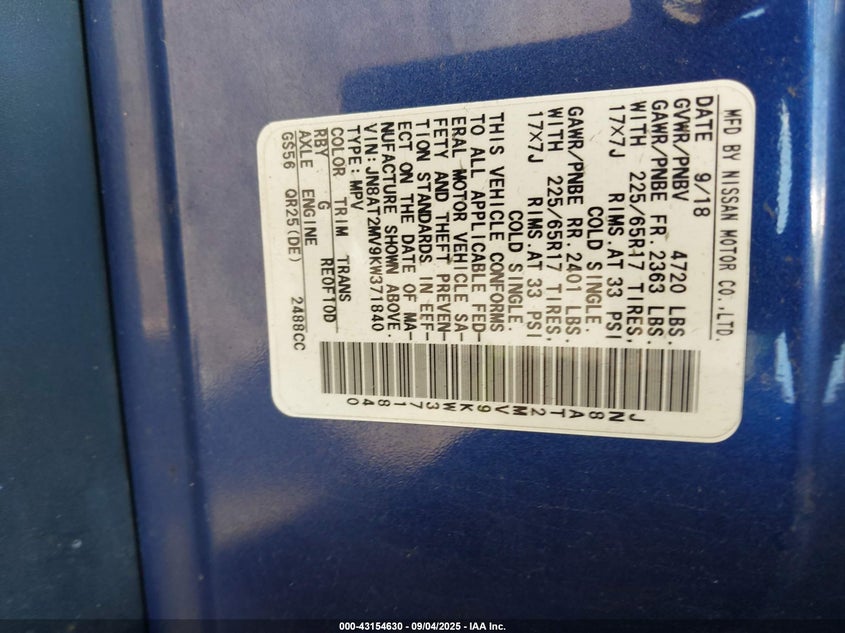 MFD BY NISSAN MOTOR CO.,LTD.
DATE 9/18
GVWR/PNBV 4720 LBS.
GAWR/PNBE FR.2363 LBS.
WITH 225/65R17 TIRES,
17X7J RIMS.AT 33 PSI
COLD SINGLE
GAWR/PNBE RR.2401 LBS.
WITH 225/65R17 TIRES,
17X7J RIMS.AT 33 PSI
COLD SINGLE.
THIS VEHICLE CONFORMS
TO ALL APPLICABLE FED-
ERAL MOTOR VEHICLE SA-
FETY AND THEFT PREVEN-
TION STANDARDS IN EFF-
ECT ON THE DATE OF MA-
NUFACTURE SHOWN ABOVE.
VIN:JN8AT2MV9KW371840
TYPE:MPV
COLOR TRIM TRANS
RBY G RE0F10D
AXLE ENGINE
GS56 QR25(DE) 2488CC
JN8AT2MV9KW371840
000-43154630 - 09/04/2025 - IAA Inc.